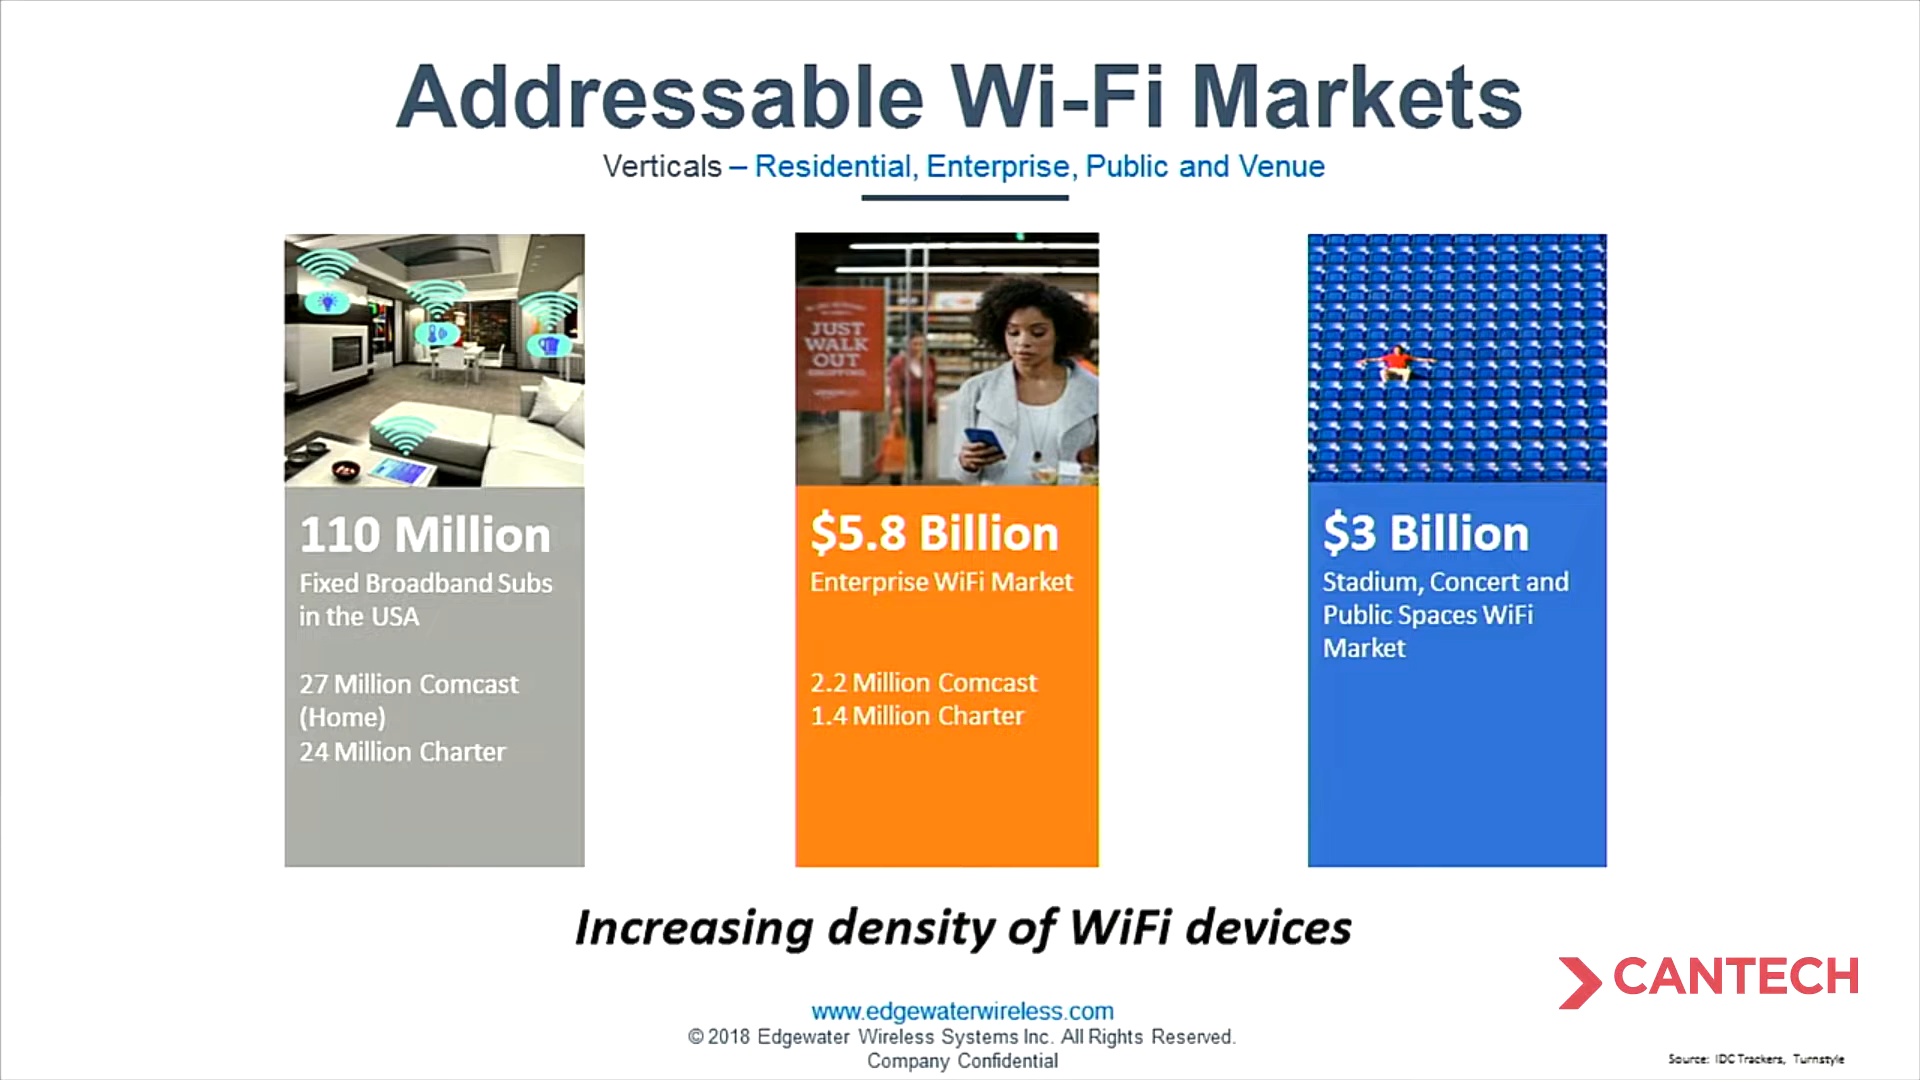 Addressable Wi-Fi Markets
Verticals – Residential, Enterprise, Public and Venue
JUST
WALK
OUT
SHOPPING
110 Million
Fixed Broadband Subs
in the USA
27 Million Comcast
(Home)
24 Million Charter
$5.8 Billion
Enterprise WiFi Market
2.2 Million Comcast
1.4 Million Charter
$3 Billion
Stadium, Concert and
Public Spaces WiFi
Market
Increasing density of WiFi devices
CANTECH
www.edgewaterwireless.com
© 2018 Edgewater Wireless Systems Inc. All Rights Reserved.
Company Confidential
Source: IDC Trackers, Turnstyle